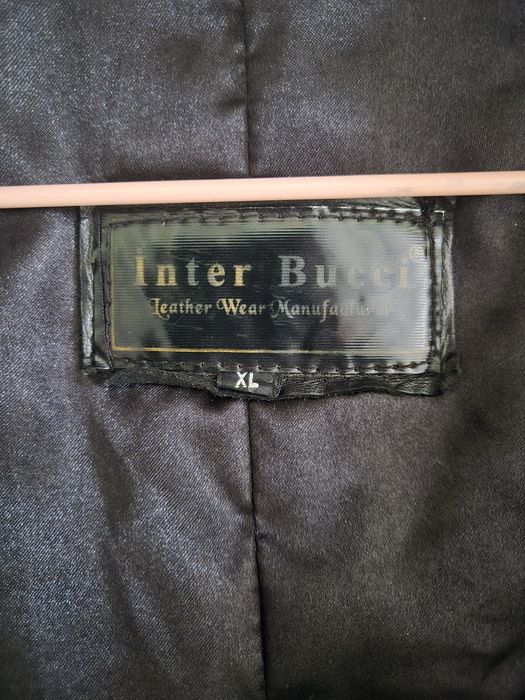 Inter Bucci®
Leather Wear Manufacturer
XL